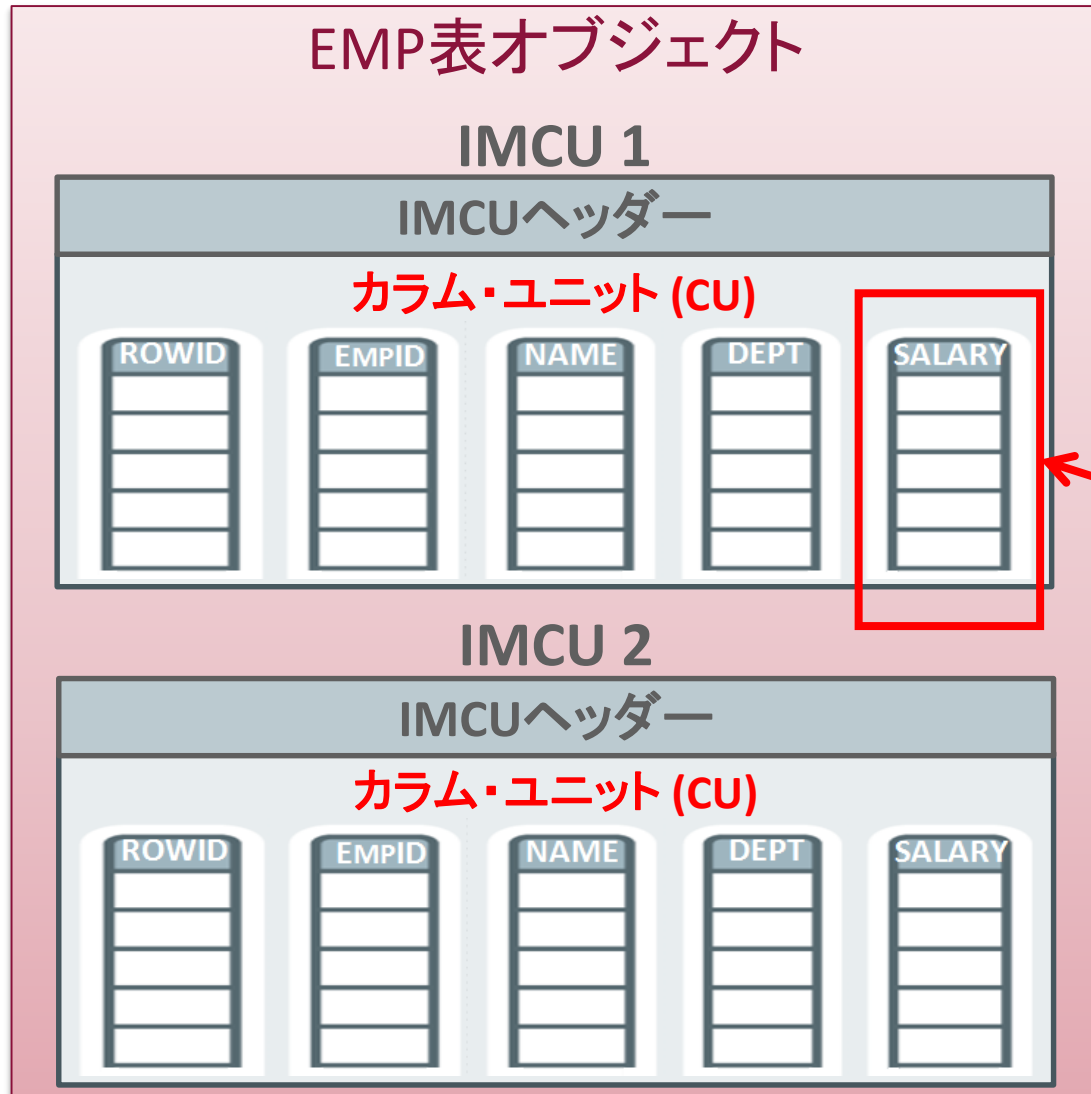 EMP表オブジェクト
IMCU 1
IMCUヘッダー
カラム・ユニット (CU)
ROWID EMPID NAME DEPT SALARY
IMCU 2
IMCUヘッダー
カラム・ユニット (CU)
ROWID EMPID NAME DEPT SALARY